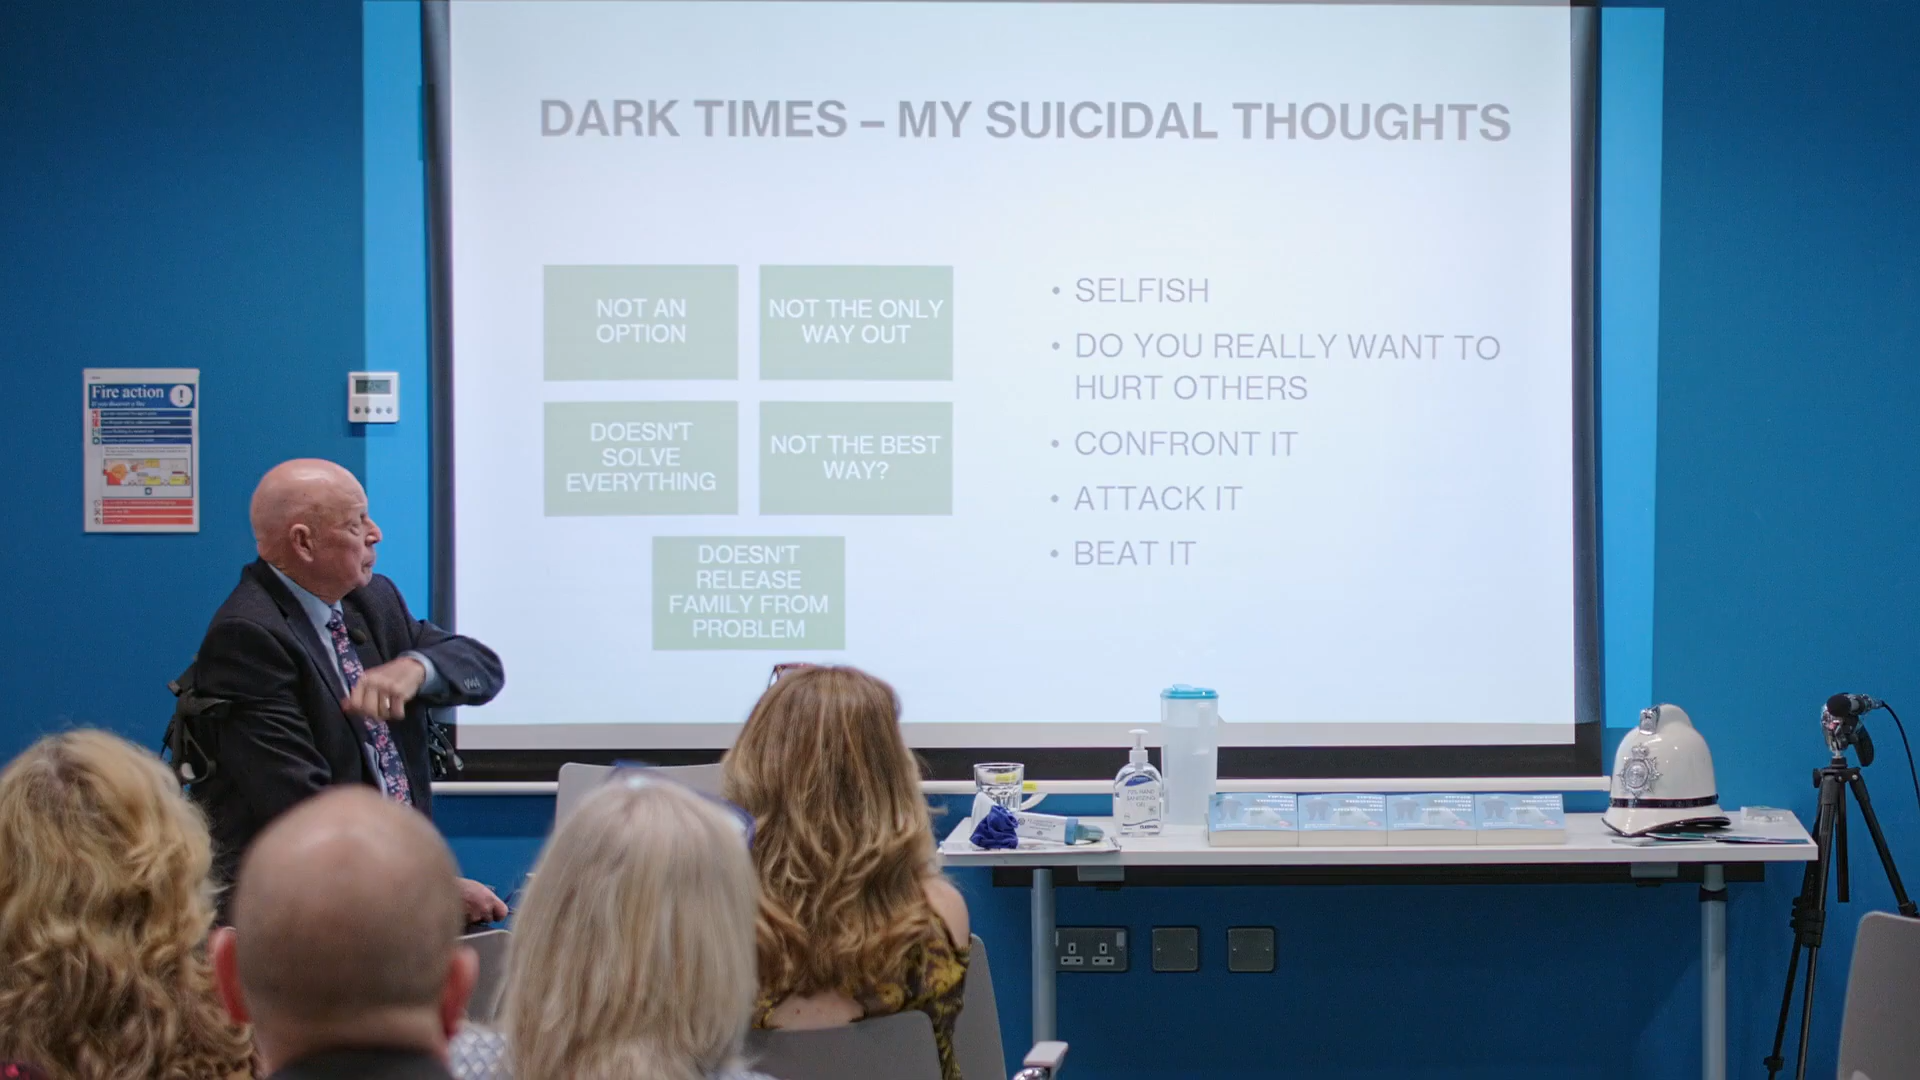 DARK TIMES – MY SUICIDAL THOUGHTS
NOT AN
OPTION
NOT THE ONLY
WAY OUT
DOESN'T
SOLVE
EVERYTHING
NOT THE BEST
WAY?
DOESN'T
RELEASE
FAMILY FROM
PROBLEM
• SELFISH
• DO YOU REALLY WANT TO
HURT OTHERS
• CONFRONT IT
• ATTACK IT
• BEAT IT
Fire action